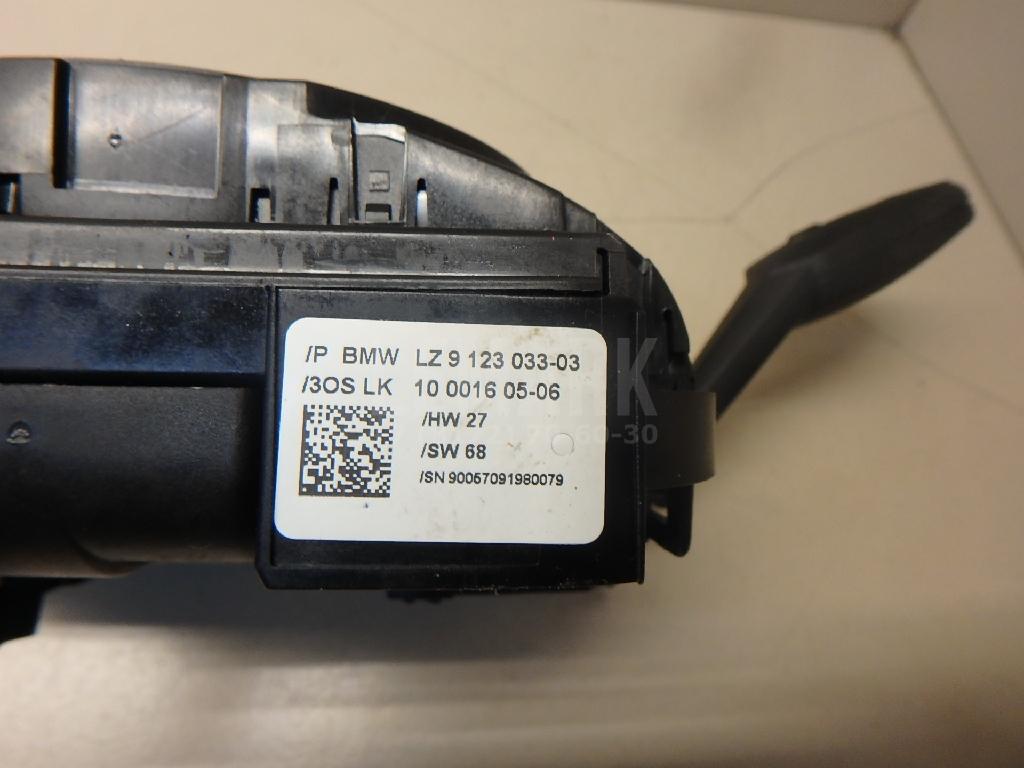 /P BMW LZ 9 123 033-03
/3OS LK 10 0016 05-06
/HW 27
/SW 68
/SN 90057091980079